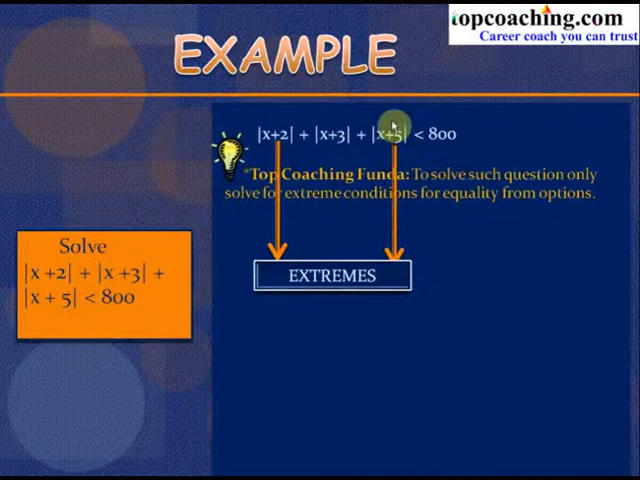 topcoaching.com
Career coach you can trust
EXAMPLE
|x+2| + |x+3| + |x+5| < 800
*Top Coaching Funda: To solve such question only
solve for extreme conditions for equality from options.
EXTREMES
Solve
|x +2| + |x +3| +
|x + 5| < 800